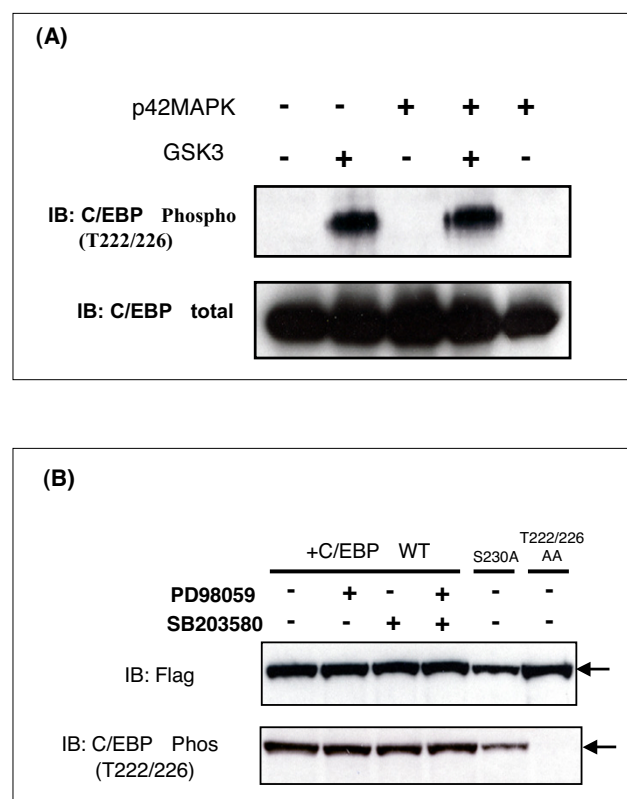 (A)
p42MAPK - - + + +
GSK3 - + - + -
IB: C/EBP Phospho
(T222/226)
IB: C/EBP total
(B)
T222/226
+C/EBP WT S230A AA
PD98059 - + - + - -
SB203580 - - + + - -
IB: Flag
IB: C/EBP Phos
(T222/226)